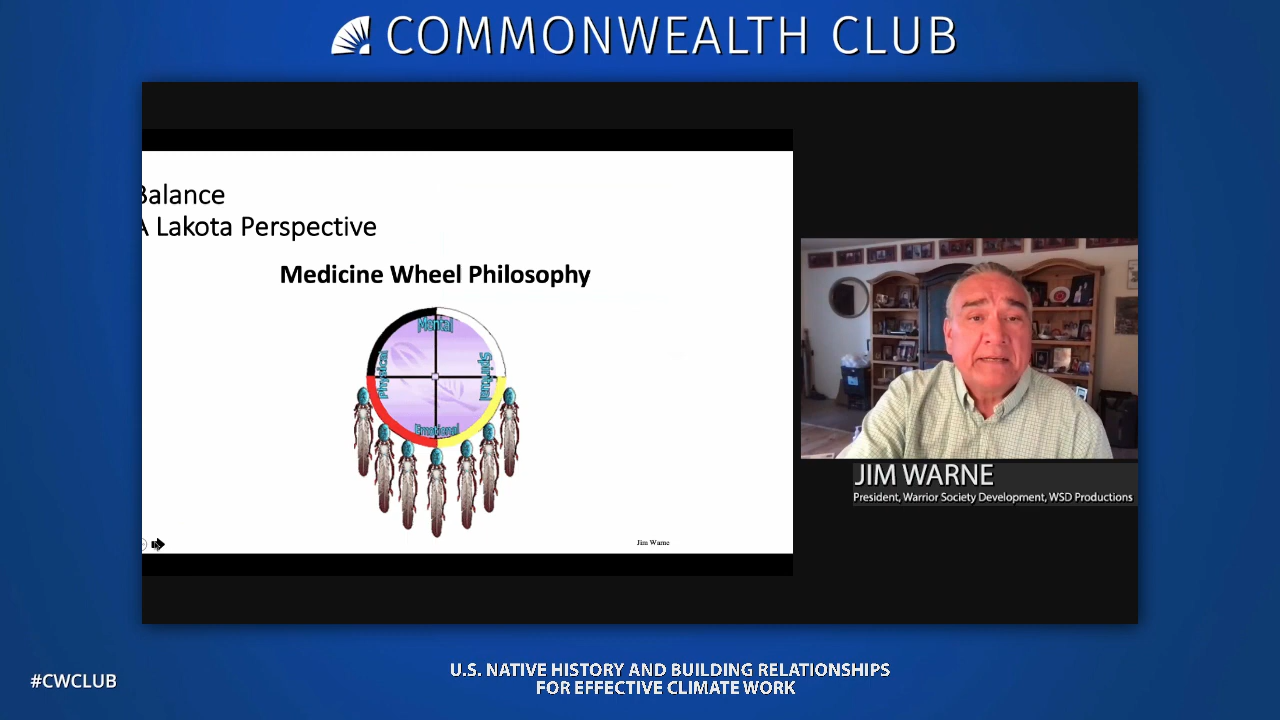 COMMONWEALTH CLUB
Balance
A Lakota Perspective
Medicine Wheel Philosophy
Mental
Physical
Spiritual
Emotional
Jim Warne
JIM WARNE
President, Warrior Society Development, WSD Productions
#CWCLUB
U.S. NATIVE HISTORY AND BUILDING RELATIONSHIPS
FOR EFFECTIVE CLIMATE WORK